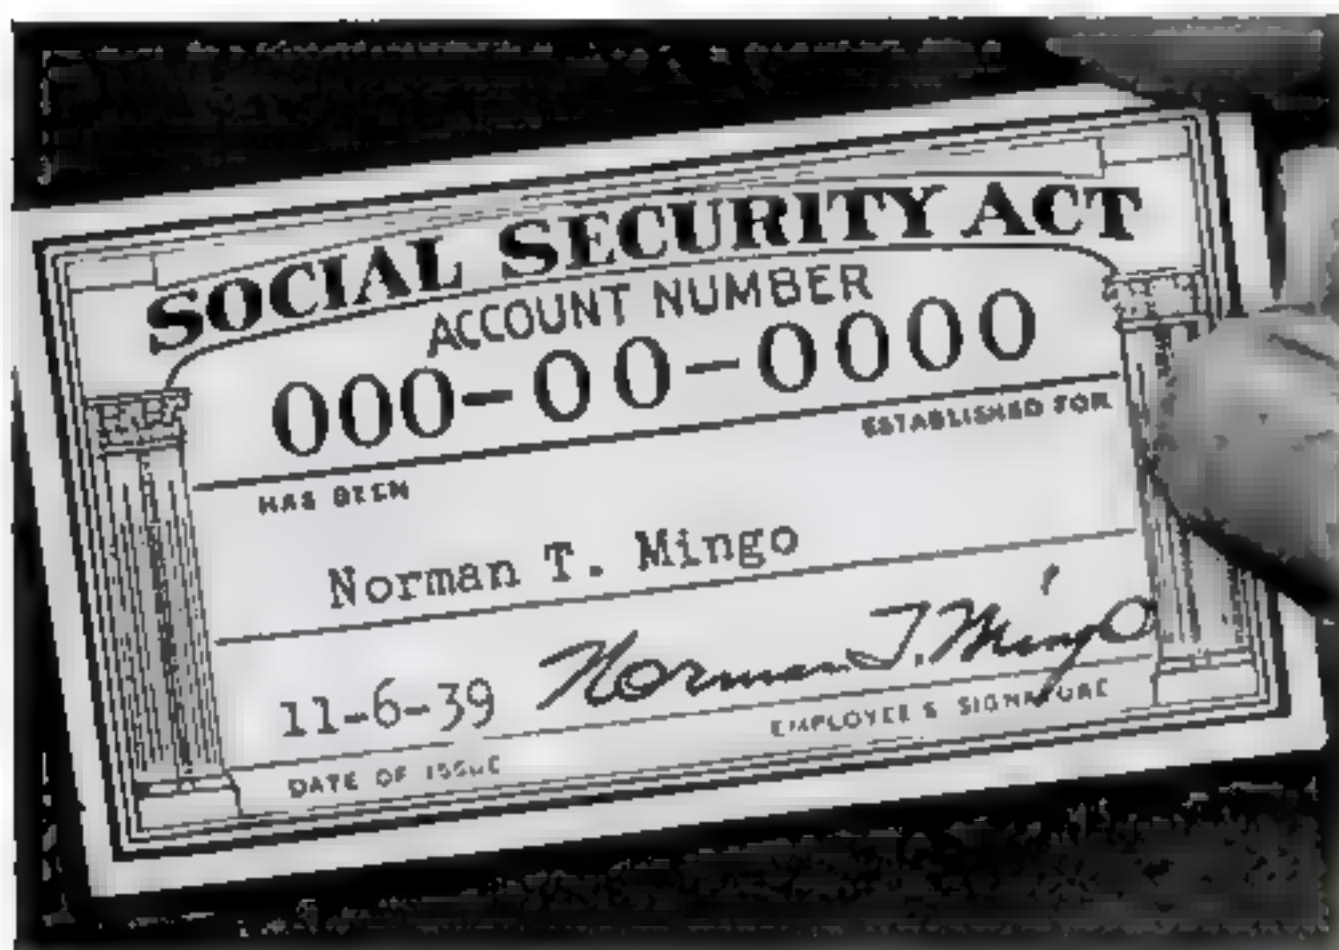 SOCIAL SECURITY ACT
ACCOUNT NUMBER
000-00-0000
HAS BEEN ESTABLISHED FOR
Norman T. Mingo
11-6-39 Norman T. Mingo
DATE OF ISSUE EMPLOYEE'S SIGNATURE